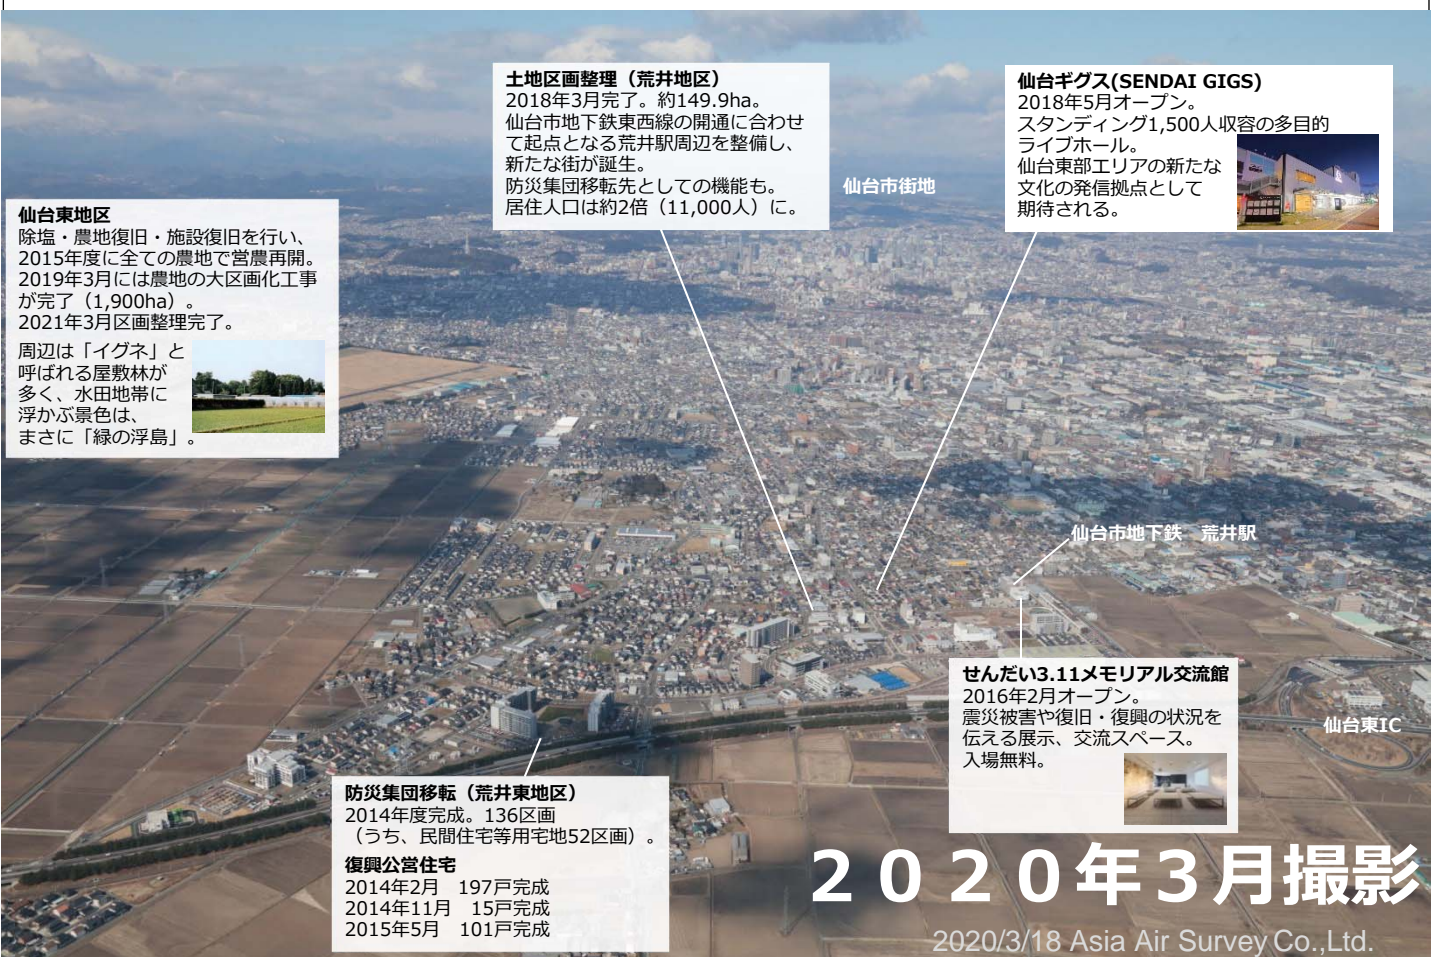 土地区画整理（荒井地区）
2018年3月完了。約149.9ha。
仙台市地下鉄東西線の開通に合わせ
て起点となる荒井駅周辺を整備し、
新たな街が誕生。
防災集団移転先としての機能も。
居住人口は約2倍（11,000人）に。
仙台ギグス(SENDAI GIGS)
2018年5月オープン。
スタンディング1,500人収容の多目的
ライブホール。
仙台東部エリアの新たな
文化の発信拠点として
期待される。
仙台市街地
仙台東地区
除塩・農地復旧・施設復旧を行い、
2015年度に全ての農地で営農再開。
2019年3月には農地の大区画化工事
が完了（1,900ha）。
2021年3月区画整理完了。
周辺は「イグネ」と
呼ばれる屋敷林が
多く、水田地帯に
浮かぶ景色は、
まさに「緑の浮島」。
仙台市地下鉄　荒井駅
せんだい3.11メモリアル交流館
2016年2月オープン。
震災被害や復旧・復興の状況を
伝える展示、交流スペース。
入場無料。
仙台東IC
防災集団移転（荒井東地区）
2014年度完成。136区画
（うち、民間住宅等用宅地52区画）。
復興公営住宅
2014年2月　197戸完成
2014年11月　15戸完成
2015年5月　101戸完成
２０２０年３月撮影
2020/3/18 Asia Air Survey Co.,Ltd.